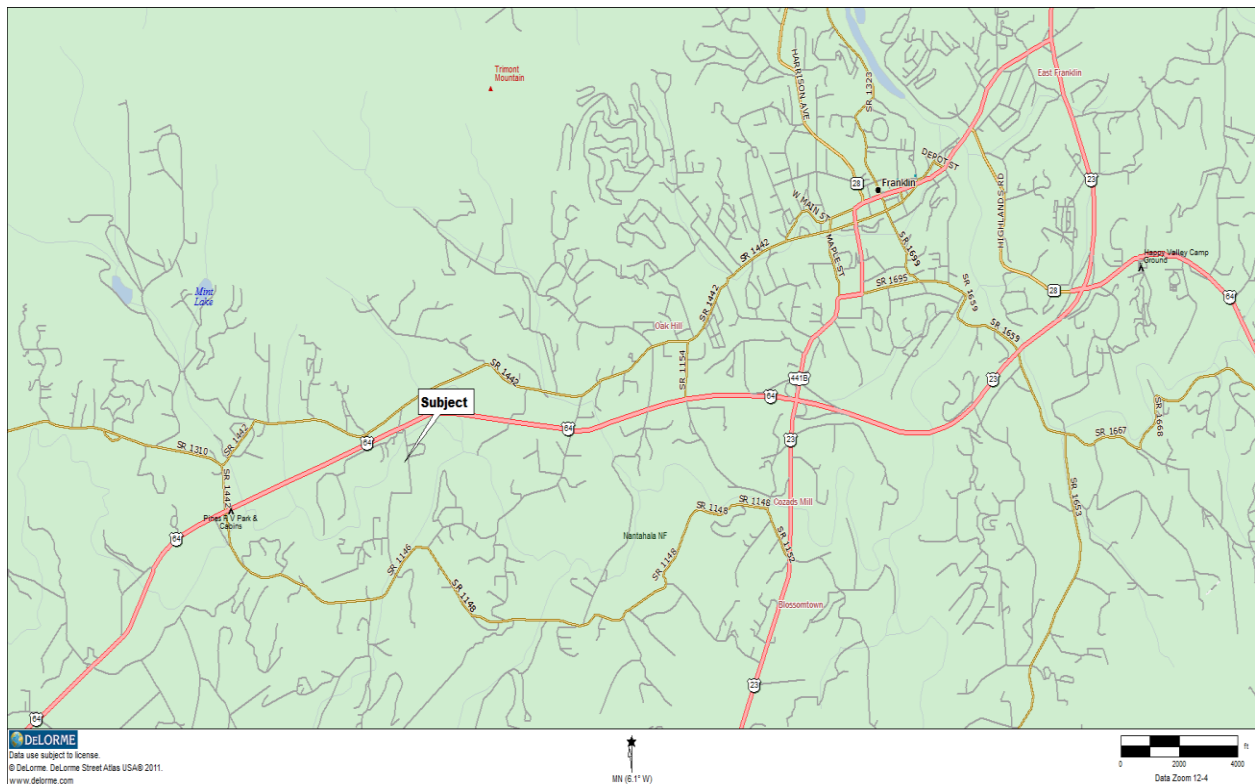 Trimont
Mountain
HARRISON AVE
SR 1323
East Franklin
DEPOT ST
28
Franklin
23
W MAIN ST
HIGHLANDS RD
SR 1442
MAPLE ST
SR 1699
Happy Valley Camp
Ground
SR 1695
SR 1659
28
64
Mint
Lake
SR 1442
Oak Hill
SR 1659
SR 1154
SR 1442
441B
23
Subject
64
64
64
23
SR 1442
SR 1310
SR 1667
SR 1668
SR 1442
Pines R V Park &
Cabins
SR 1148
SR 1148
Cozads Mill
SR 1653
64
Nantahala NF
SR 1152
SR 1146
SR 1148
SR 1148
Blossomtown
23
64
DELORME
Data use subject to license.
© DeLorme. DeLorme Street Atlas USA® 2011.
www.delorme.com
MN (6.1° W)
ft
0 2000 4000
Data Zoom 12-4